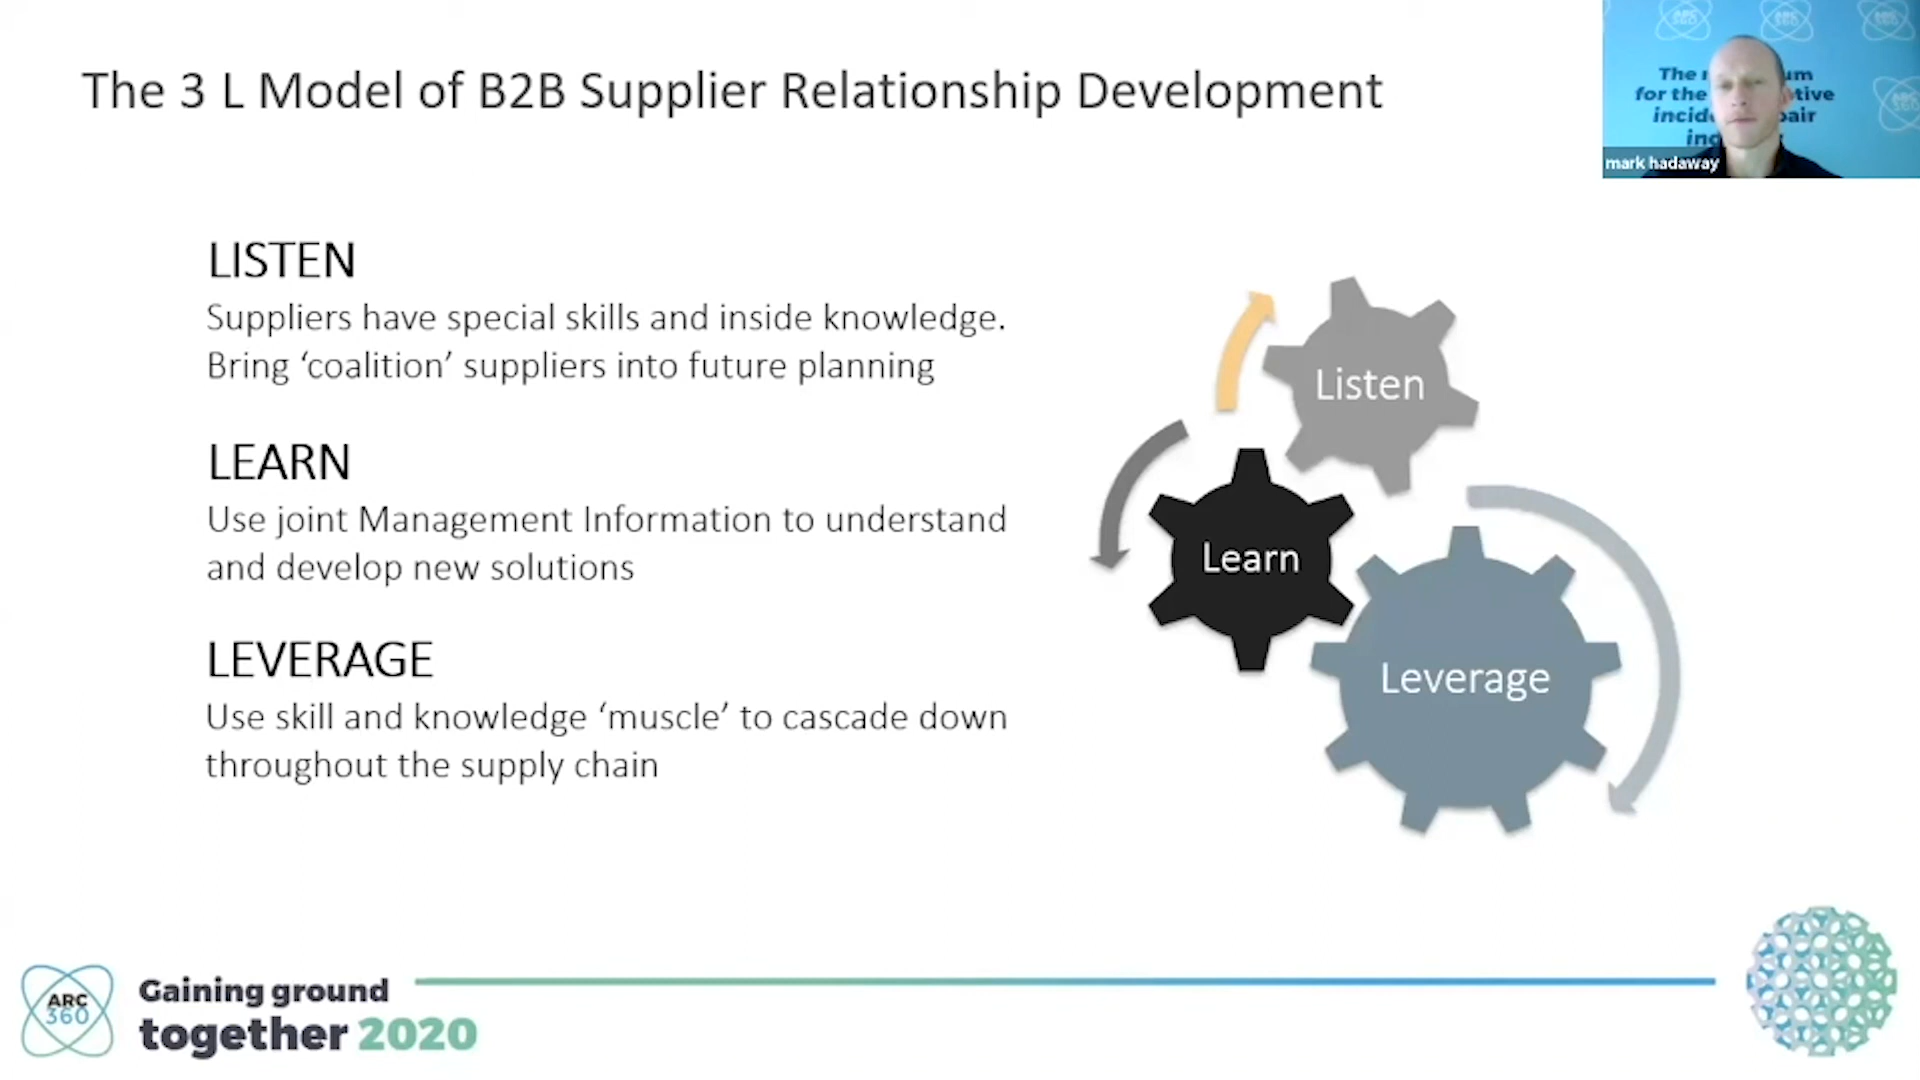 The 3 L Model of B2B Supplier Relationship Development
for the
mark hadaway
LISTEN
Suppliers have special skills and inside knowledge.
Bring ‘coalition’ suppliers into future planning
LEARN
Use joint Management Information to understand
and develop new solutions
LEVERAGE
Use skill and knowledge ‘muscle’ to cascade down
throughout the supply chain
Listen
Learn
Leverage
ARC
360
Gaining ground
together 2020